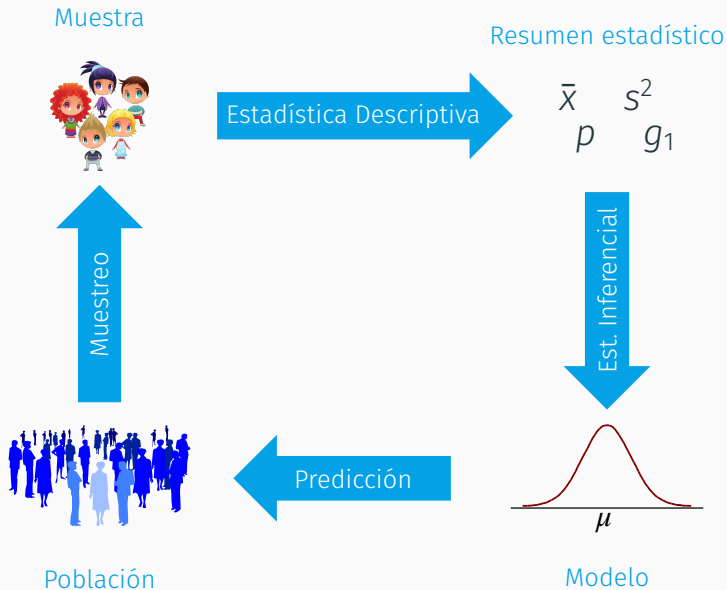 Muestra
Resumen estadístico
Estadística Descriptiva
x̄ s²
p g₁
Muestreo
Est. Inferencial
Predicción
μ
Población
Modelo